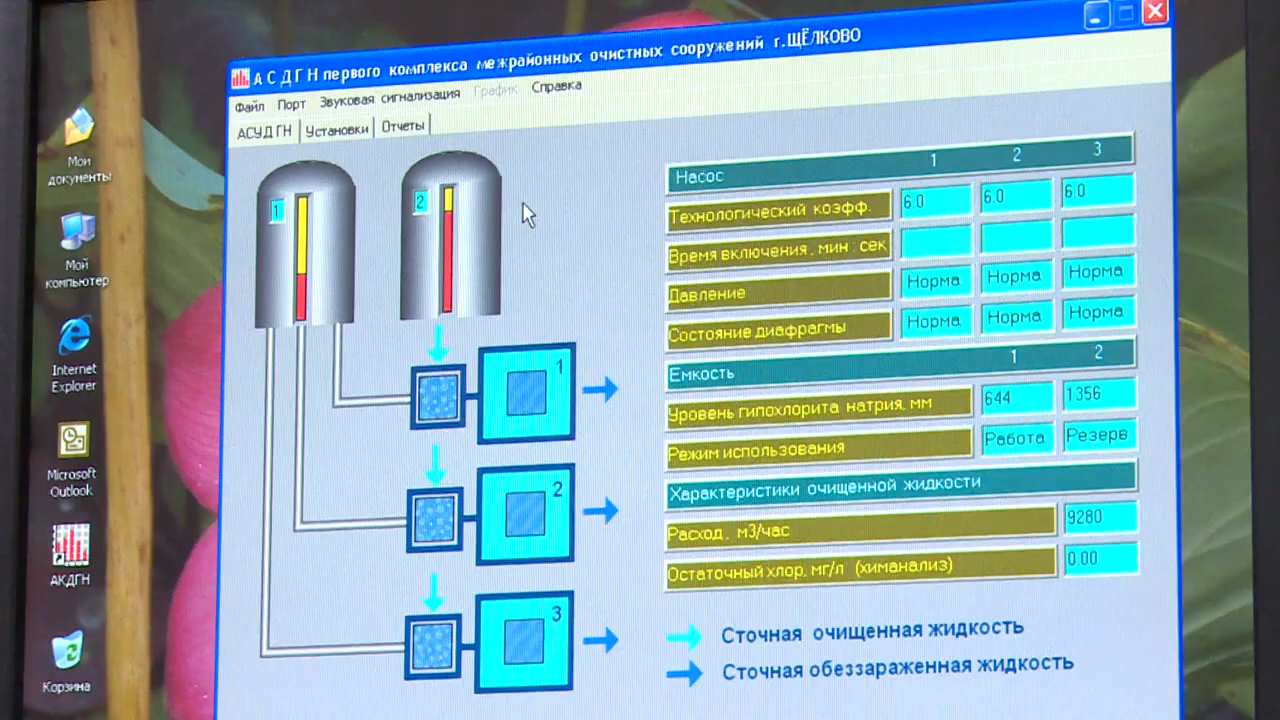 А С Д Г Н первого комплекса межрайонных очистных сооружений г.ЩЁЛКОВО
Файл Порт Звуковая сигнализация График Справка
АСУД ГН Установки Отчеты
Мои документы
Мой компьютер
Internet Explorer
Microsoft Outlook
АКДГН
Корзина
1
2
1
2
3
Насос 1 2 3
Технологический коэфф. 6.0 6.0 6.0
Время включения, мин : сек
Давление Норма Норма Норма
Состояние диафрагмы Норма Норма Норма
Емкость 1 2
Уровень гипохлорита натрия, мм 644 1356
Режим использования Работа Резерв
Характеристики очищенной жидкости
Расход, м3/час 9280
Остаточный хлор, мг/л (химанализ) 0.00
Сточная очищенная жидкость
Сточная обеззараженная жидкость